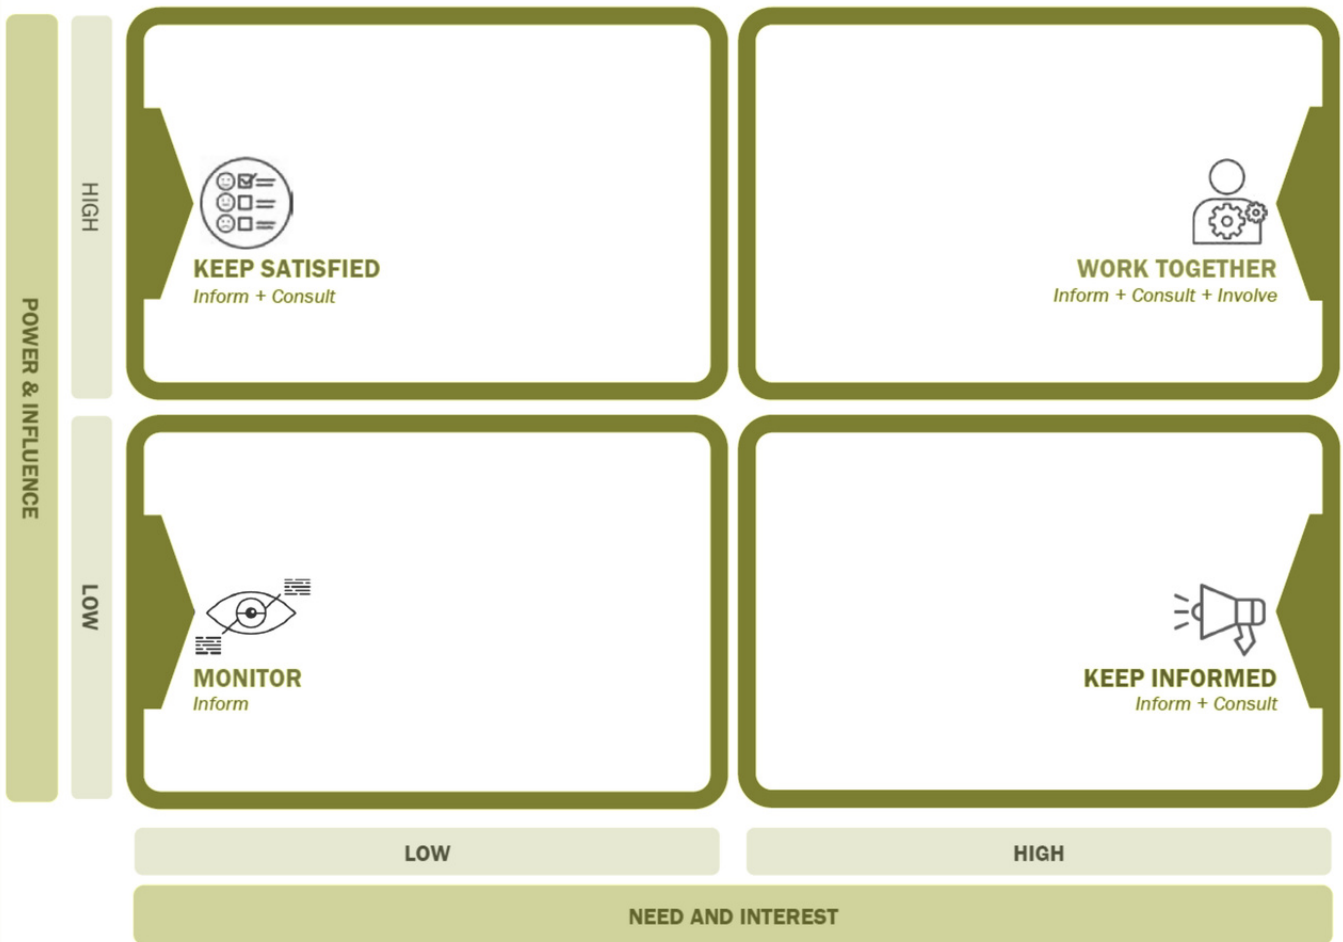 POWER & INFLUENCE
HIGH
KEEP SATISFIED
Inform + Consult
WORK TOGETHER
Inform + Consult + Involve
LOW
MONITOR
Inform
KEEP INFORMED
Inform + Consult
LOW
HIGH
NEED AND INTEREST